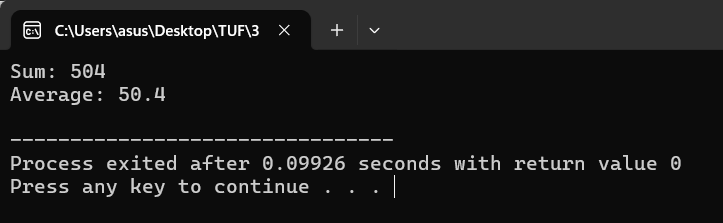 C:\Users\asus\Desktop\TUF\3
Sum: 504
Average: 50.4
--------------------------------
Process exited after 0.09926 seconds with return value 0
Press any key to continue . . .